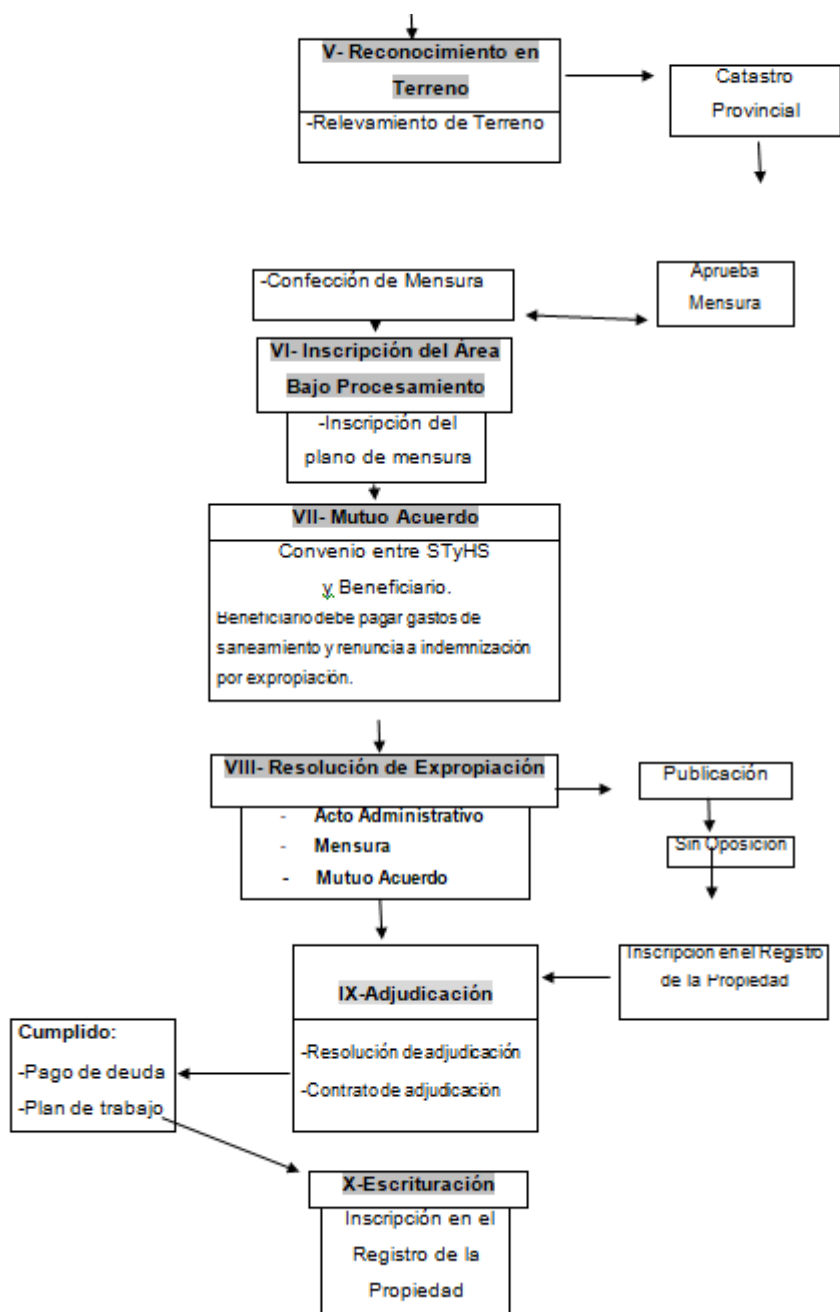 V- Reconocimiento en
Terreno
-Relevamiento de Terreno
Catastro
Provincial
-Confección de Mensura
Aprueba
Mensura
VI- Inscripción del Área
Bajo Procesamiento
-Inscripción del
plano de mensura
VII- Mutuo Acuerdo
Convenio entre STyHS
y Beneficiario.
Beneficiario debe pagar gastos de
saneamiento y renuncia a indemnización
por expropiación.
VIII- Resolución de Expropiación
- Acto Administrativo
- Mensura
- Mutuo Acuerdo
Publicación
Sin Oposición
Inscripción en el Registro
de la Propiedad
IX-Adjudicación
-Resolución de adjudicación
-Contrato de adjudicación
Cumplido:
-Pago de deuda
-Plan de trabajo
X-Escrituración
Inscripción en el
Registro de la
Propiedad